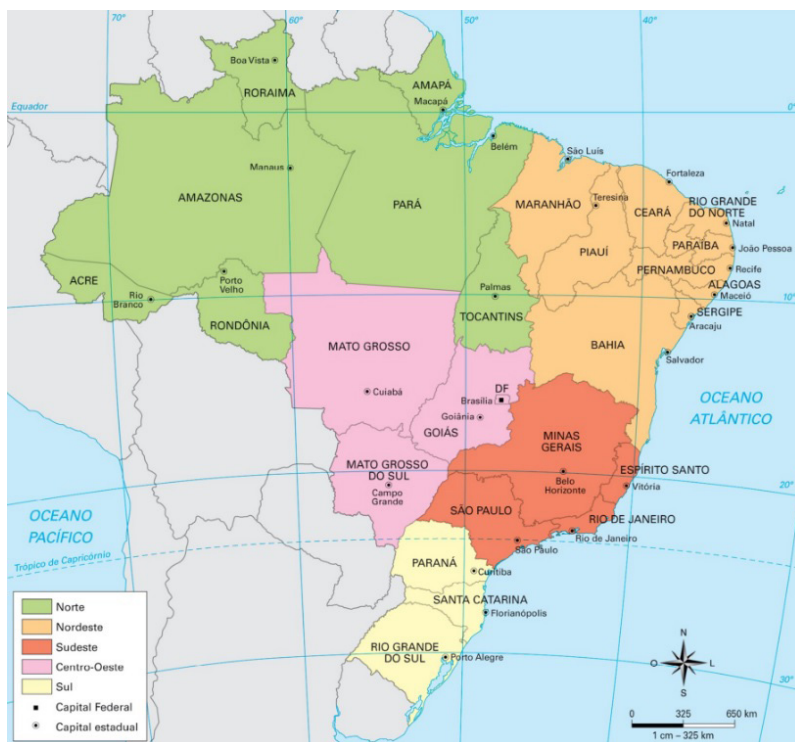 70°
60°
50°
40°
Boa Vista
RORAIMA
AMAPÁ
Macapá
Equador
0°
Belém
São Luís
Manaus
Fortaleza
AMAZONAS
PARÁ
MARANHÃO
Teresina
CEARÁ
RIO GRANDE
DO NORTE
Natal
PARAÍBA
João Pessoa
PIAUÍ
PERNAMBUCO
Recife
ACRE
Rio
Branco
Porto
Velho
RONDÔNIA
Palmas
TOCANTINS
ALAGOAS
Maceió
10°
SERGIPE
Aracaju
MATO GROSSO
BAHIA
Salvador
Cuiabá
DF
Brasília
Goiânia
GOIÁS
OCEANO
ATLÂNTICO
MINAS
GERAIS
MATO GROSSO
DO SUL
Campo
Grande
Belo
Horizonte
ESPÍRITO SANTO
Vitória
20°
SÃO PAULO
RIO DE JANEIRO
Rio de Janeiro
São Paulo
OCEANO
PACÍFICO
Trópico de Capricórnio
PARANÁ
Curitiba
SANTA CATARINA
Florianópolis
RIO GRANDE
DO SUL
Porto Alegre
Norte
Nordeste
Sudeste
Centro-Oeste
Sul
Capital Federal
Capital estadual
N
O
L
S
30°
0 325 650 km
1 cm – 325 km